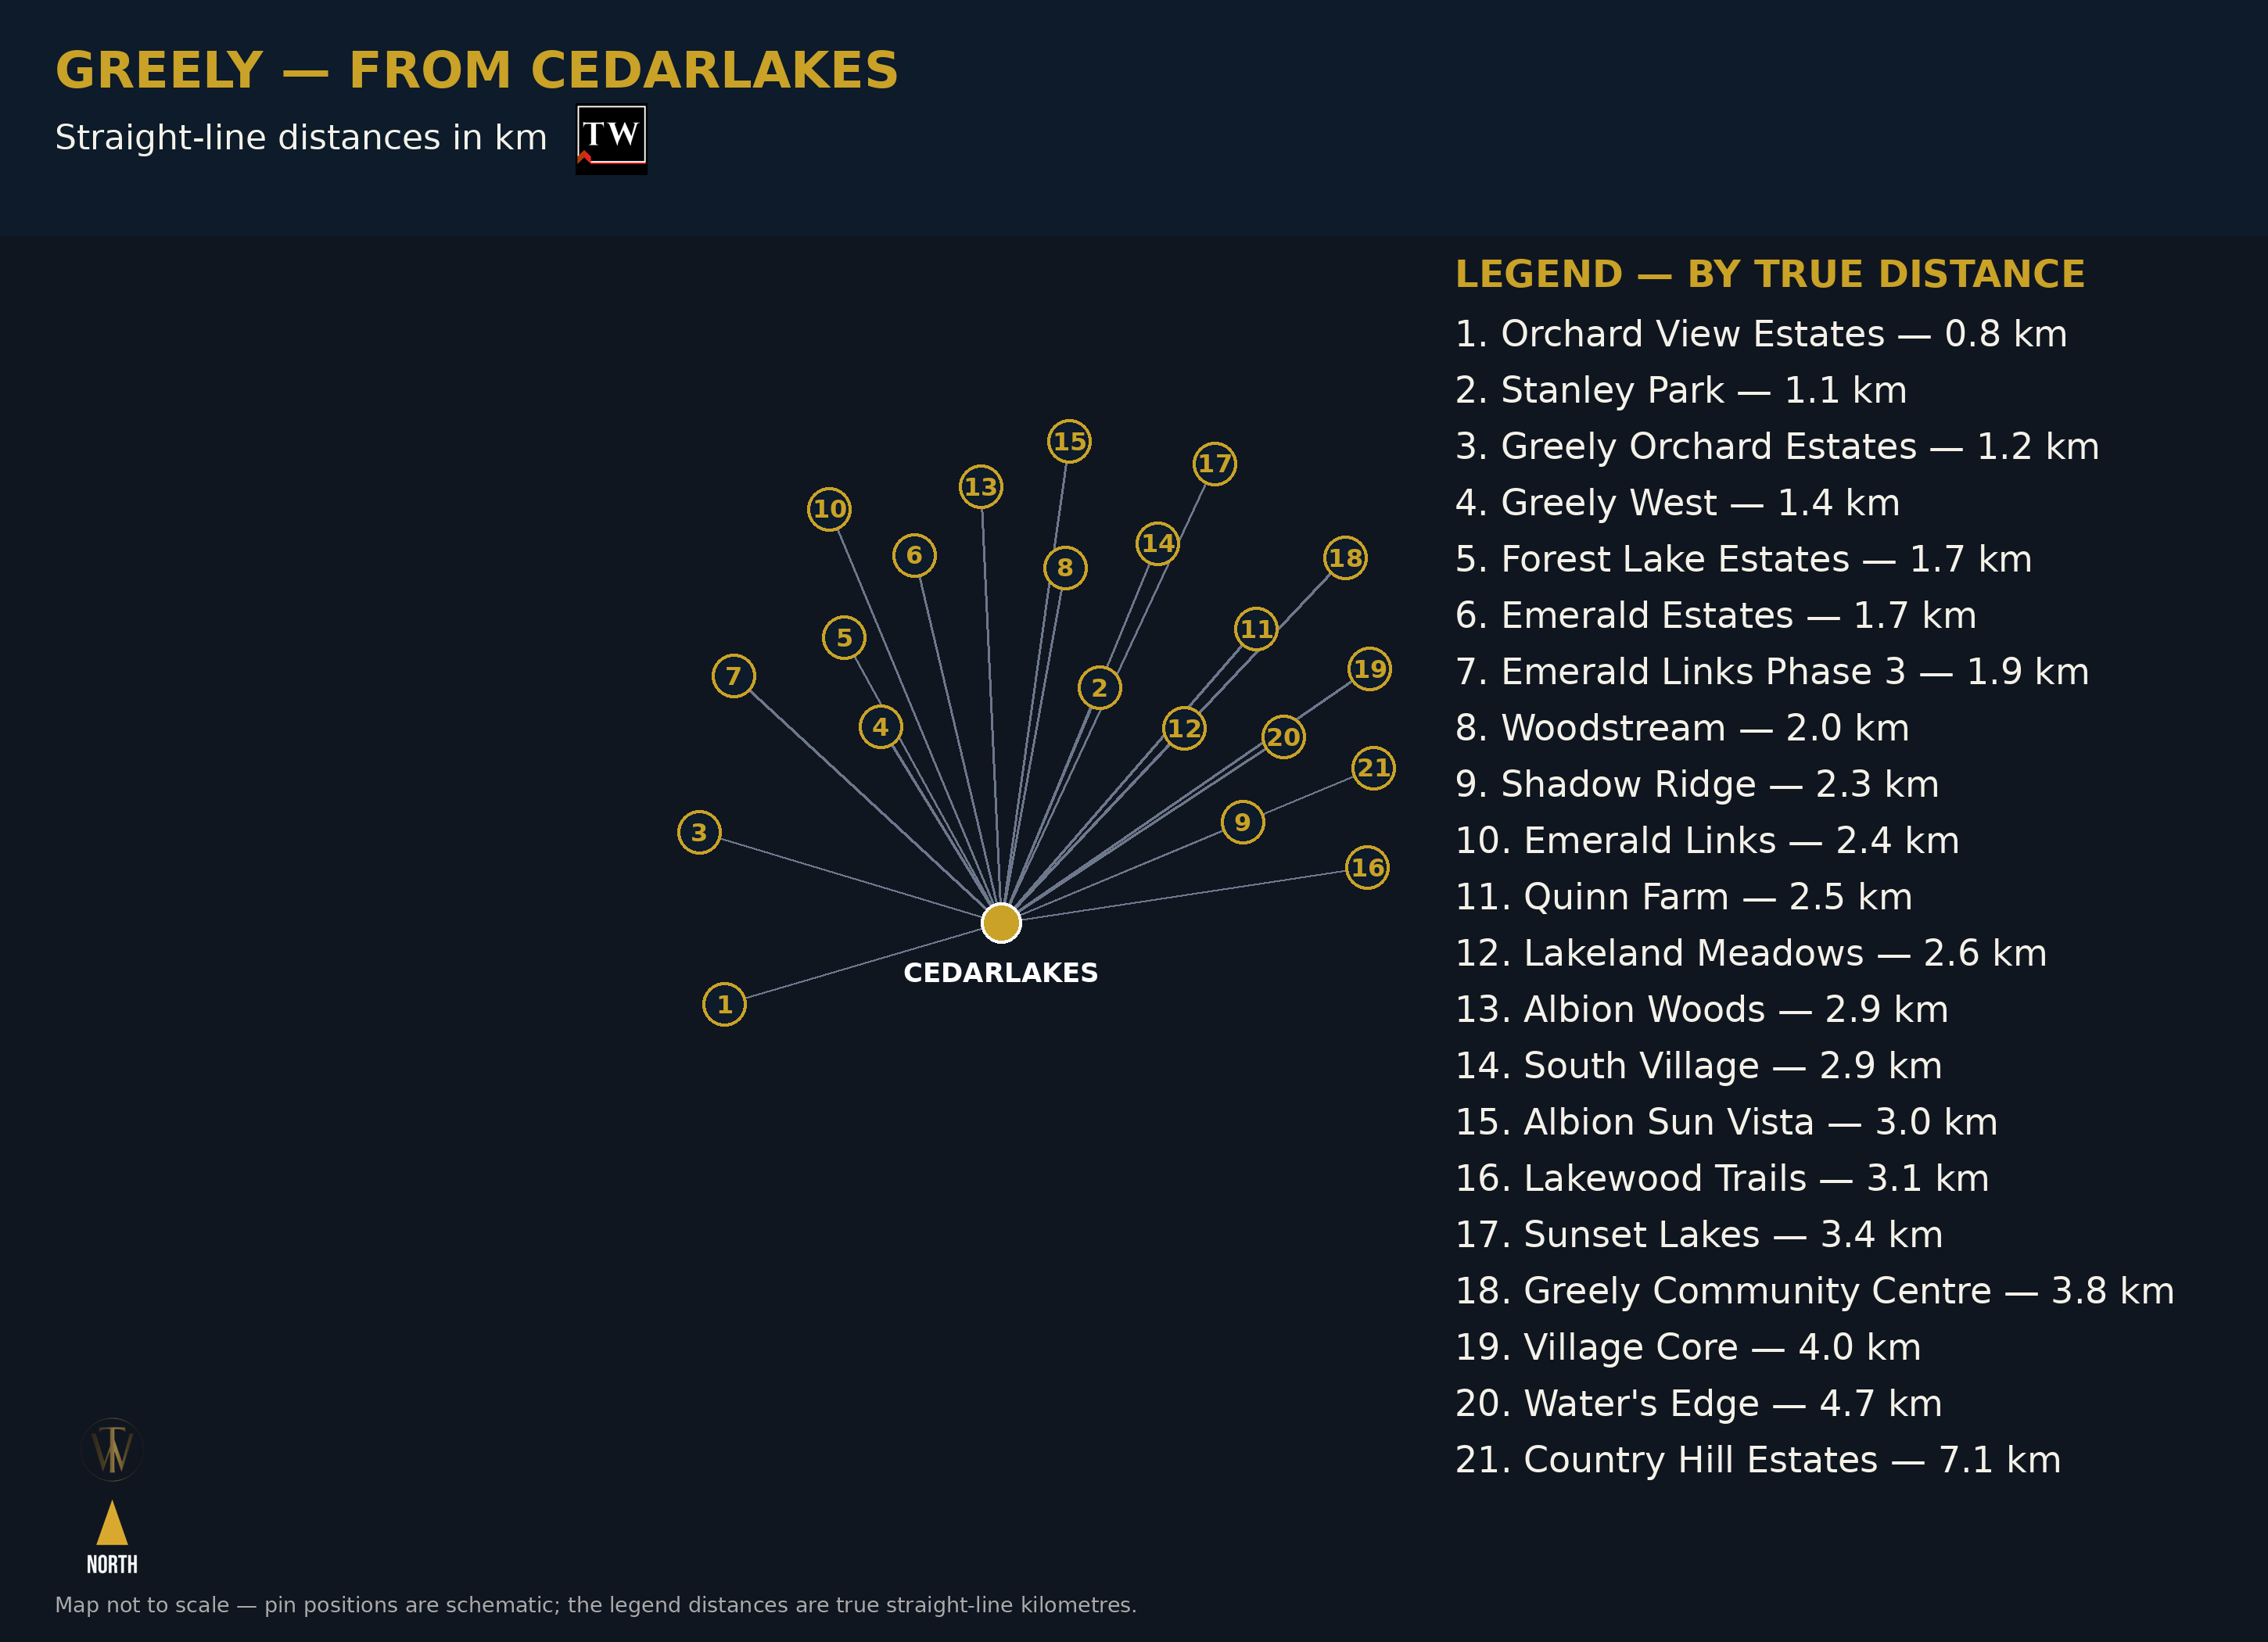 GREELY — FROM CEDARLAKES
Straight-line distances in km
TW
LEGEND — BY TRUE DISTANCE
1. Orchard View Estates — 0.8 km
2. Stanley Park — 1.1 km
3. Greely Orchard Estates — 1.2 km
4. Greely West — 1.4 km
5. Forest Lake Estates — 1.7 km
6. Emerald Estates — 1.7 km
7. Emerald Links Phase 3 — 1.9 km
8. Woodstream — 2.0 km
9. Shadow Ridge — 2.3 km
10. Emerald Links — 2.4 km
11. Quinn Farm — 2.5 km
12. Lakeland Meadows — 2.6 km
13. Albion Woods — 2.9 km
14. South Village — 2.9 km
15. Albion Sun Vista — 3.0 km
16. Lakewood Trails — 3.1 km
17. Sunset Lakes — 3.4 km
18. Greely Community Centre — 3.8 km
19. Village Core — 4.0 km
20. Water's Edge — 4.7 km
21. Country Hill Estates — 7.1 km
15
17
13
10
14
6
18
8
11
5
19
7
2
4
12
20
21
9
3
16
CEDARLAKES
1
TW
NORTH
Map not to scale — pin positions are schematic; the legend distances are true straight-line kilometres.